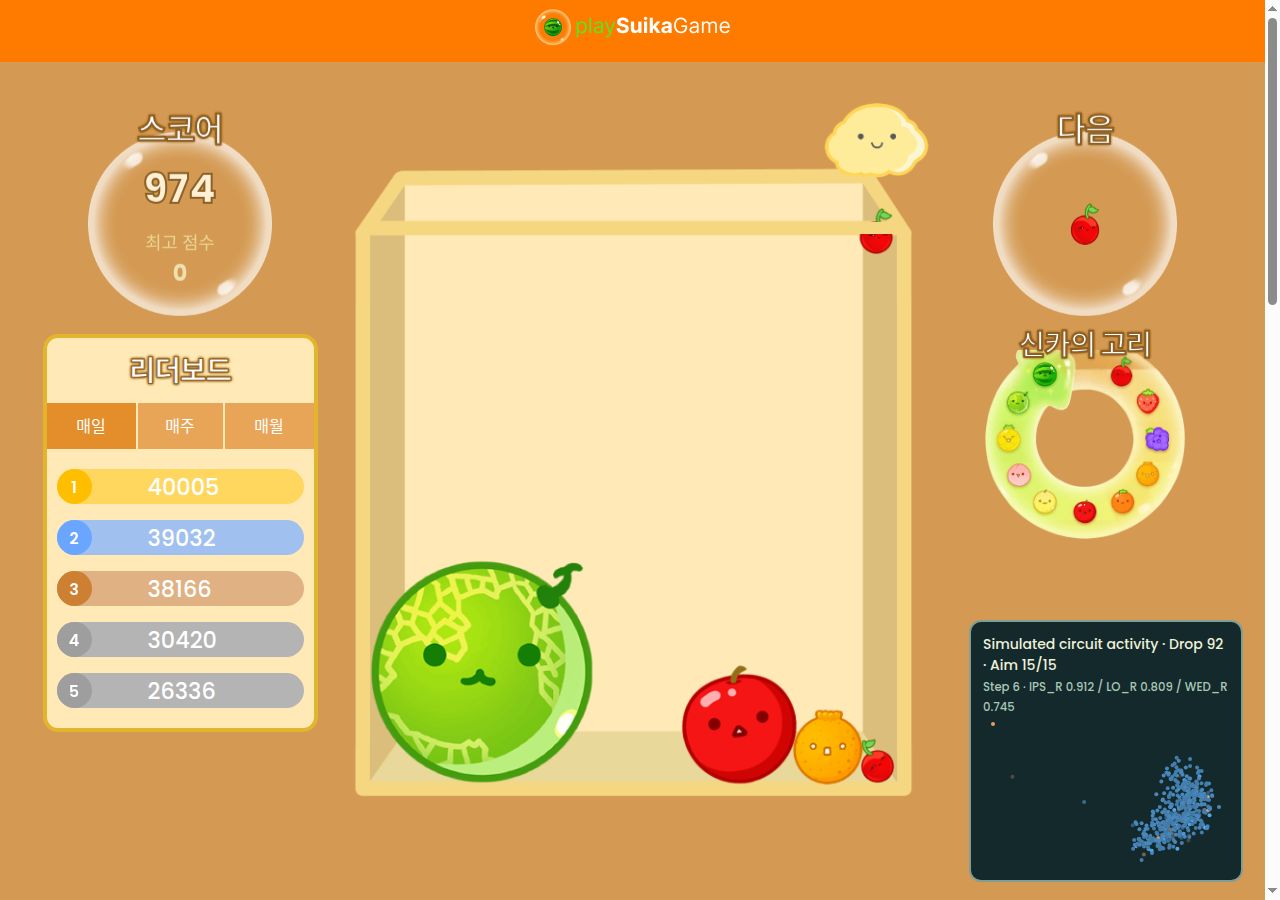 playSuikaGame
스코어
974
최고 점수
0
다음
리더보드
매일 매주 매월
1 40005
2 39032
3 38166
4 30420
5 26336
신카의 고리
Simulated circuit activity · Drop 92
· Aim 15/15
Step 6 · IPS_R 0.912 / LO_R 0.809 / WED_R
0.745